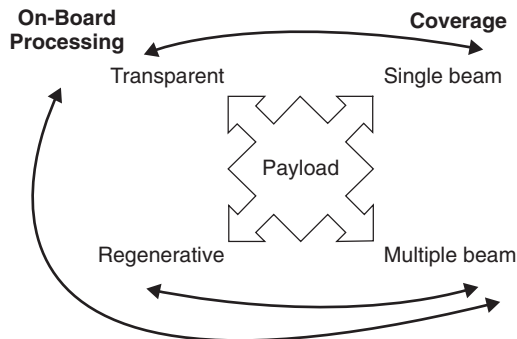 On-Board
Processing
Coverage
Transparent
Single beam
Payload
Regenerative
Multiple beam